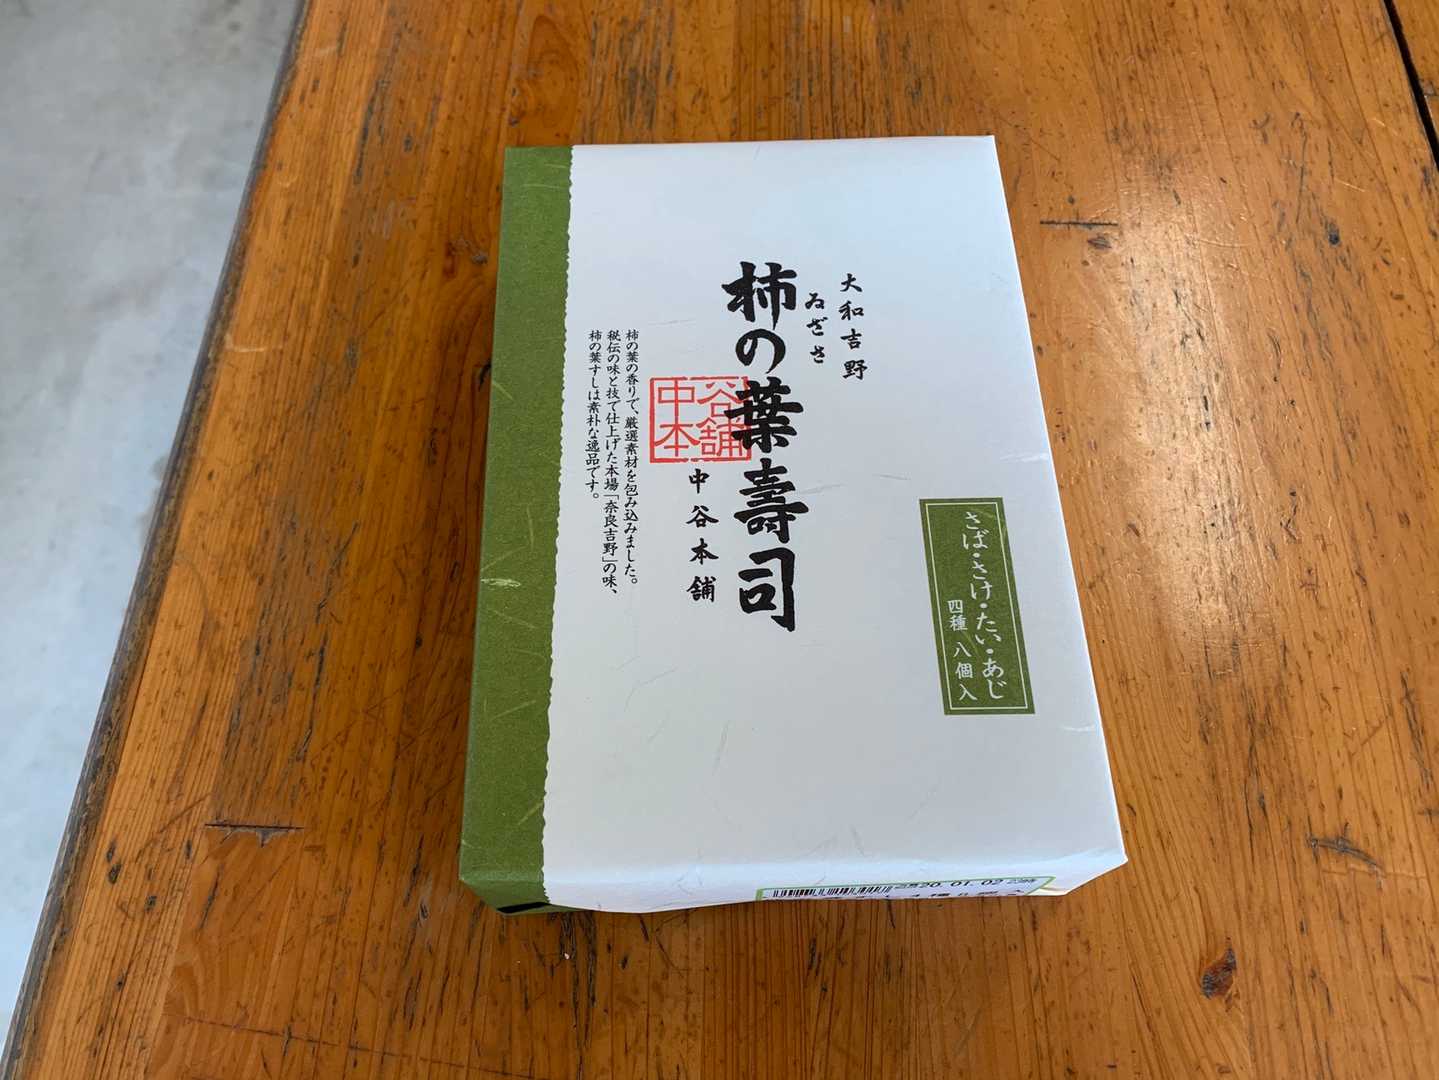 大和吉野
ゐざさ
柿の葉壽司
中谷本舗
中谷
本舗
柿の葉の香りで、厳選素材を包み込みました。
秘伝の味と技で仕上げた本場「奈良吉野」の味、
柿の葉すしは素朴な逸品です。
さば・さけ・たい・あじ
四種 八個入
20.01.02